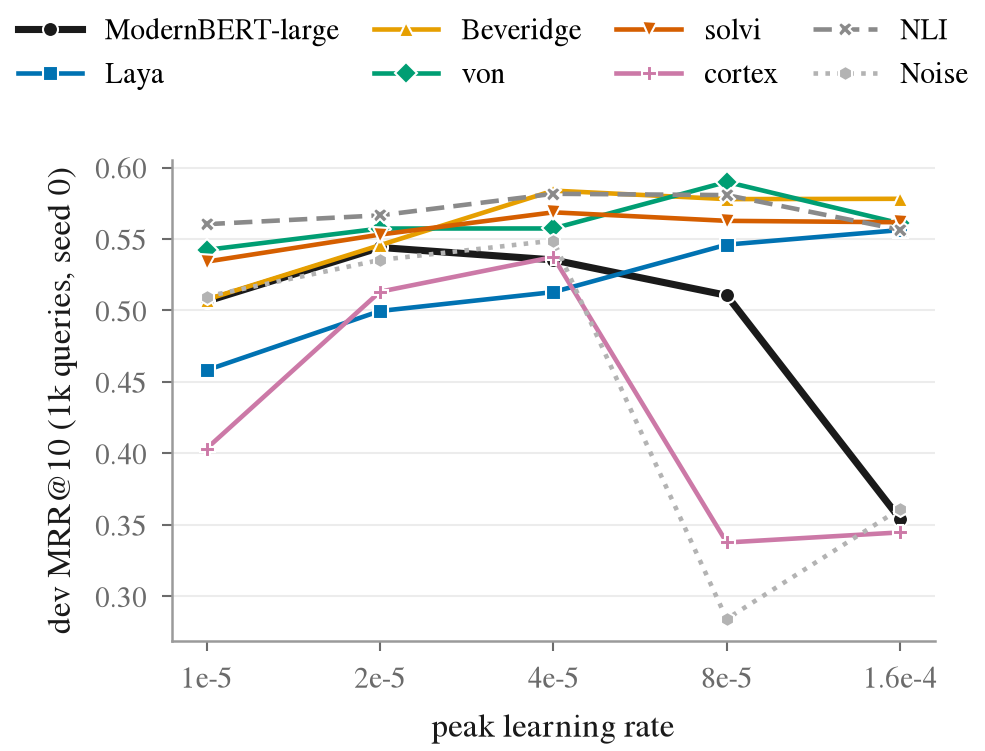 ModernBERT-large Beveridge solvi NLI
Laya von cortex Noise
dev MRR@10 (1k queries, seed 0)
0.60
0.55
0.50
0.45
0.40
0.35
0.30
1e-5 2e-5 4e-5 8e-5 1.6e-4
peak learning rate